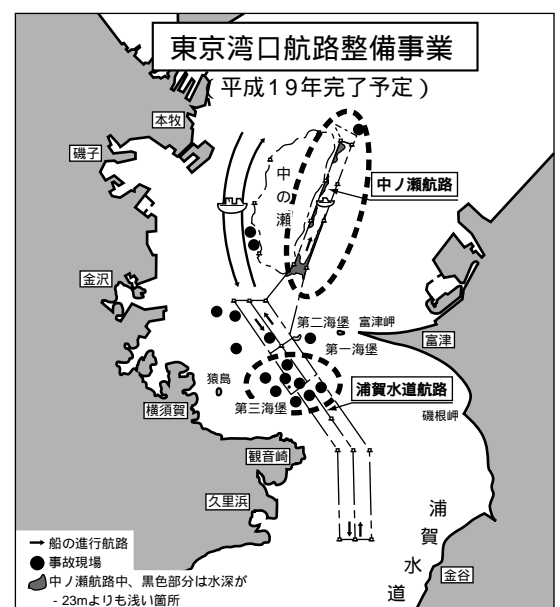 東京湾口航路整備事業
(平成19年完了予定)
本牧
磯子
中の瀬
中ノ瀬航路
金沢
第二海堡
富津岬
富津
第一海堡
猿島
浦賀水道航路
第三海堡
横須賀
磯根岬
観音崎
久里浜
浦賀水道
金谷
船の進行航路
事故現場
中ノ瀬航路中、黒色部分は水深が
-23mよりも浅い箇所